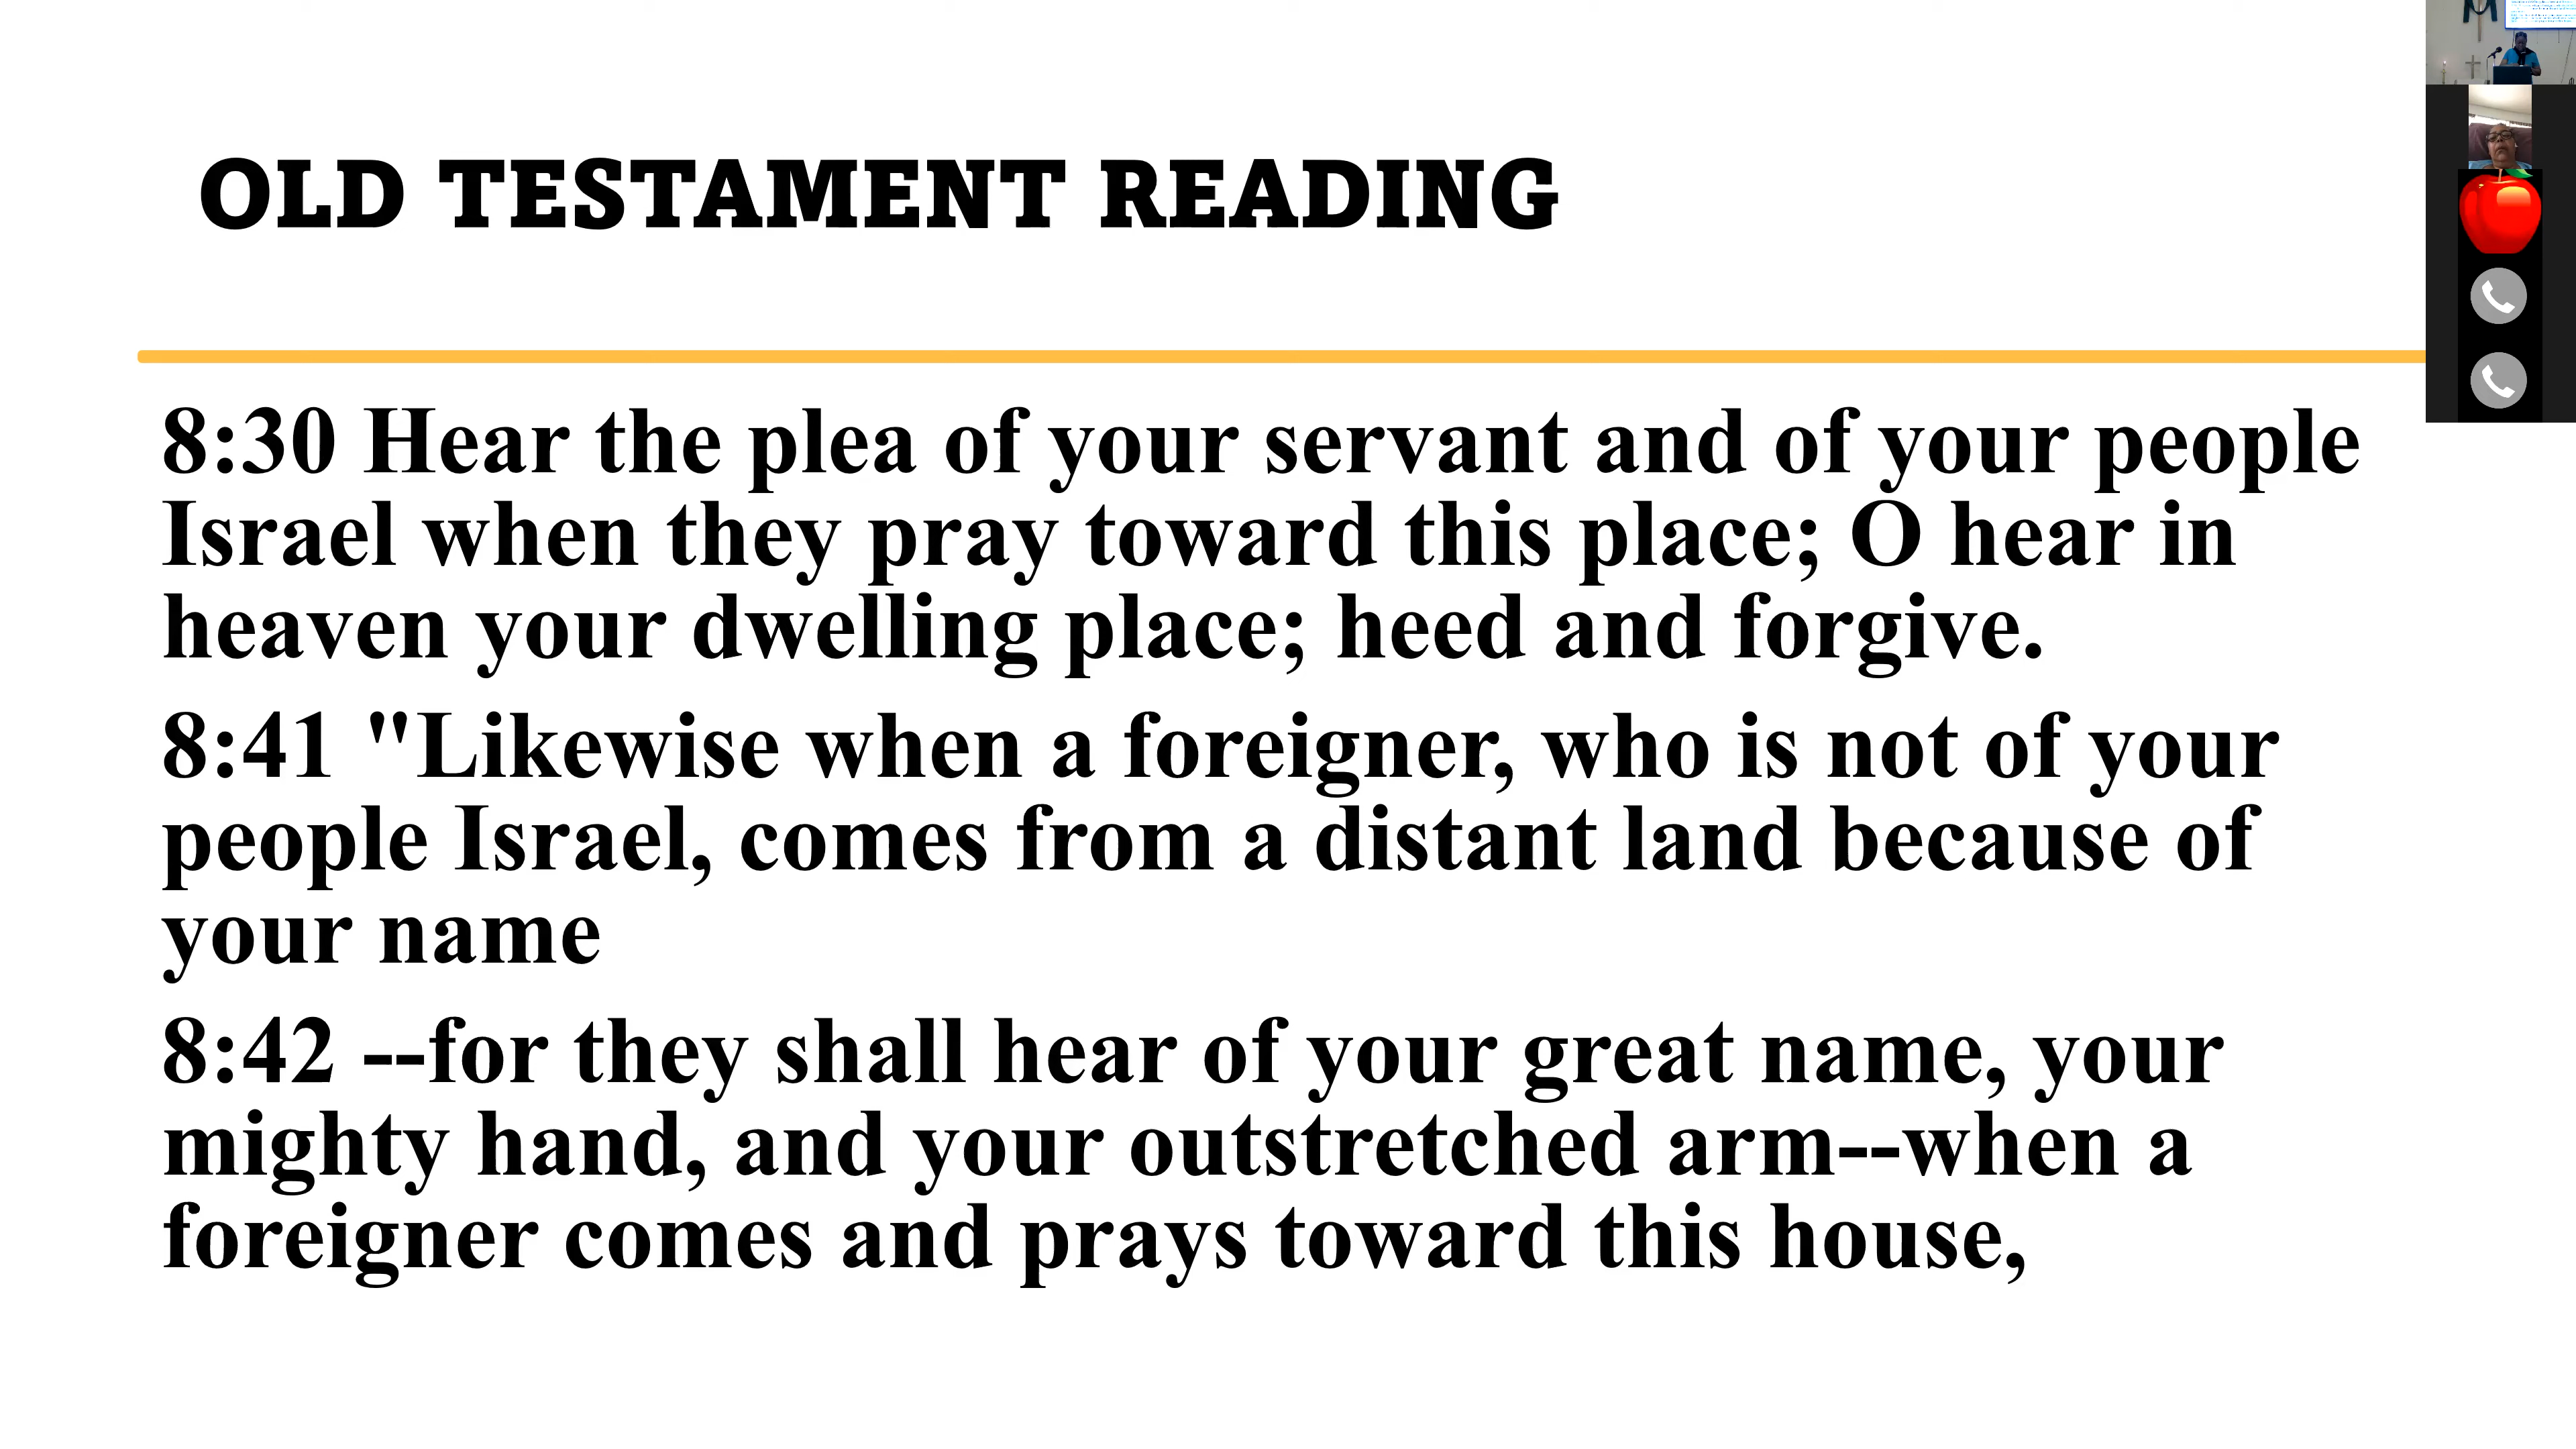 OLD TESTAMENT READING
8:30 Hear the plea of your servant and of your people
Israel when they pray toward this place; O hear in
heaven your dwelling place; heed and forgive.
8:41 "Likewise when a foreigner, who is not of your
people Israel, comes from a distant land because of
your name
8:42 --for they shall hear of your great name, your
mighty hand, and your outstretched arm--when a
foreigner comes and prays toward this house,